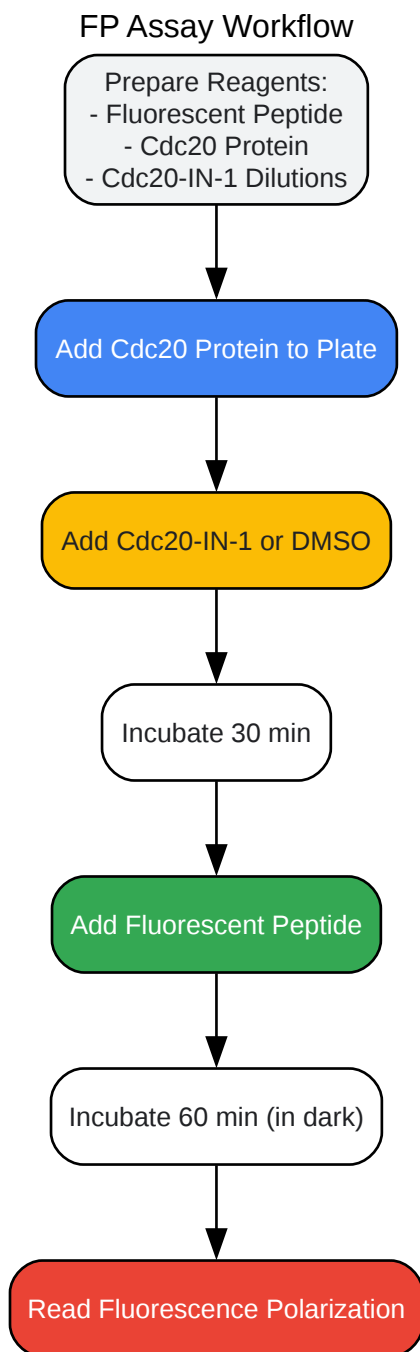 FP Assay Workflow
Prepare Reagents:
- Fluorescent Peptide
- Cdc20 Protein
- Cdc20-IN-1 Dilutions
Add Cdc20 Protein to Plate
Add Cdc20-IN-1 or DMSO
Incubate 30 min
Add Fluorescent Peptide
Incubate 60 min (in dark)
Read Fluorescence Polarization